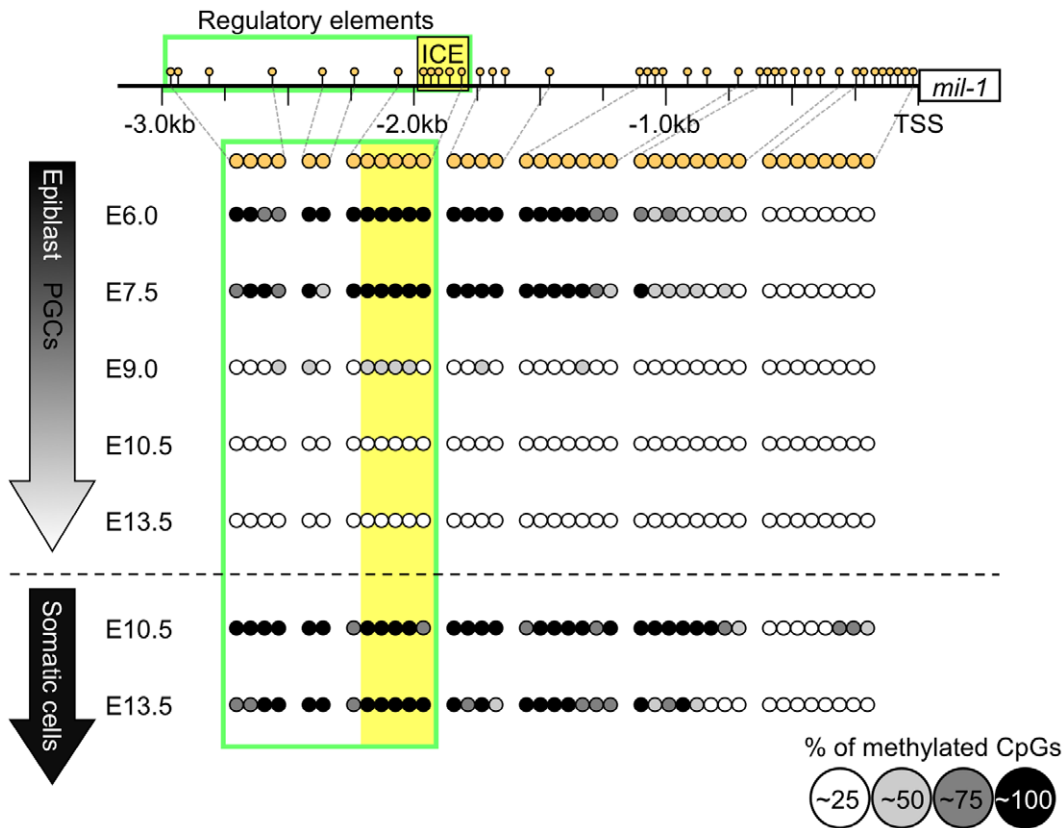 Regulatory elements
ICE
mil-1
-3.0kb
-2.0kb
-1.0kb
TSS
Epiblast PGCs
E6.0
E7.5
E9.0
E10.5
E13.5
Somatic cells
E10.5
E13.5
% of methylated CpGs
~25 ~50 ~75 ~100